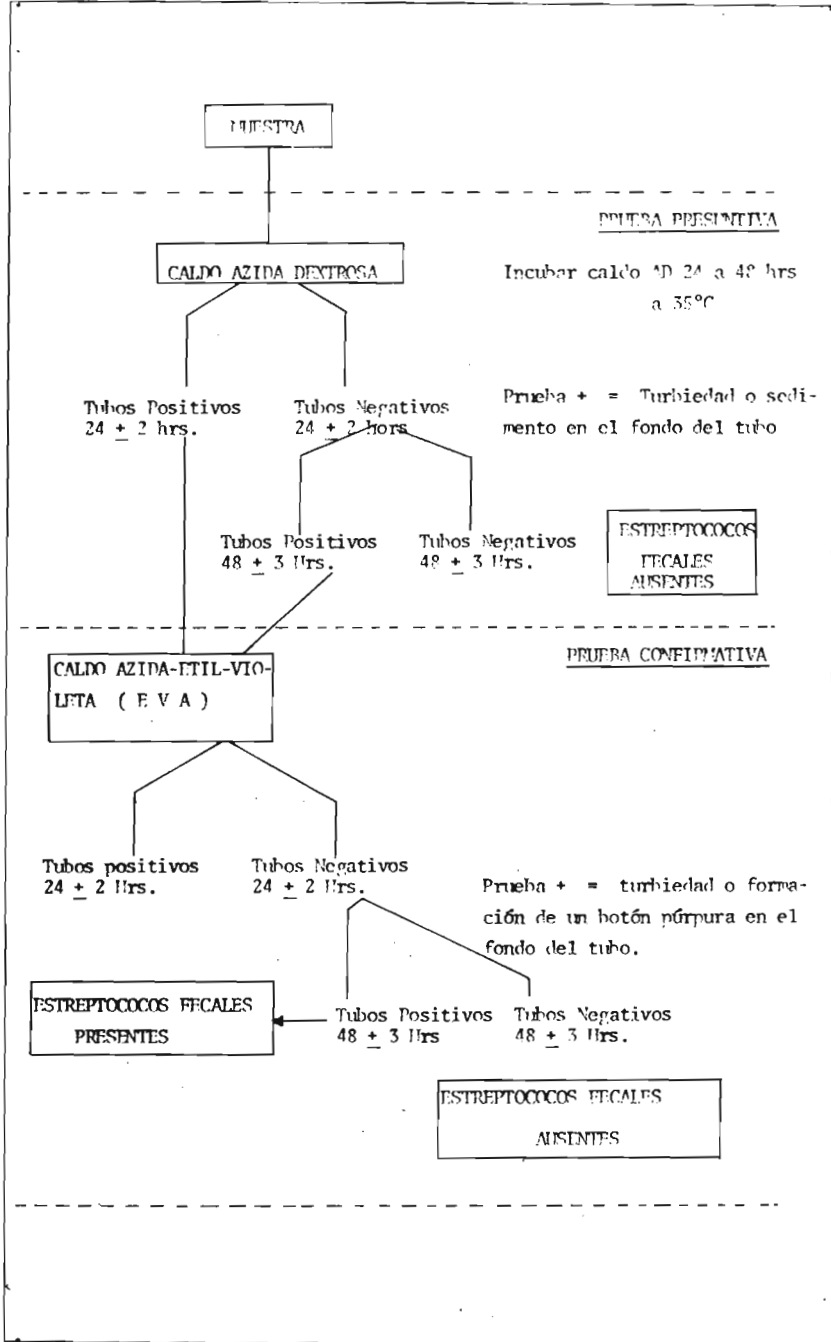 MUESTRA
PRUEBA PRESUNTIVA
CALDO AZIDA DEXTROSA
Incubar caldo AD 24 a 48 hrs
a 35°C
Tubos Positivos
24 + 2 hrs.
Tubos Negativos
24 + 2 hors
Prueba + = Turbiedad o sedi-
mento en el fondo del tubo
Tubos Positivos
48 + 3 Hrs.
Tubos Negativos
48 + 3 Hrs.
ESTREPTOCOCOS
FECALES
AUSENTES
PRUEBA CONFIRMATIVA
CALDO AZIDA-ETIL-VIO-
LETA ( E V A )
Tubos positivos
24 + 2 Hrs.
Tubos Negativos
24 + 2 Hrs.
Prueba + = turbiedad o forma-
ción de un botón púrpura en el
fondo del tubo.
ESTREPTOCOCOS FECALES
PRESENTES
Tubos Positivos
48 + 3 Hrs
Tubos Negativos
48 + 3 Hrs.
ESTREPTOCOCOS FECALES
AUSENTES